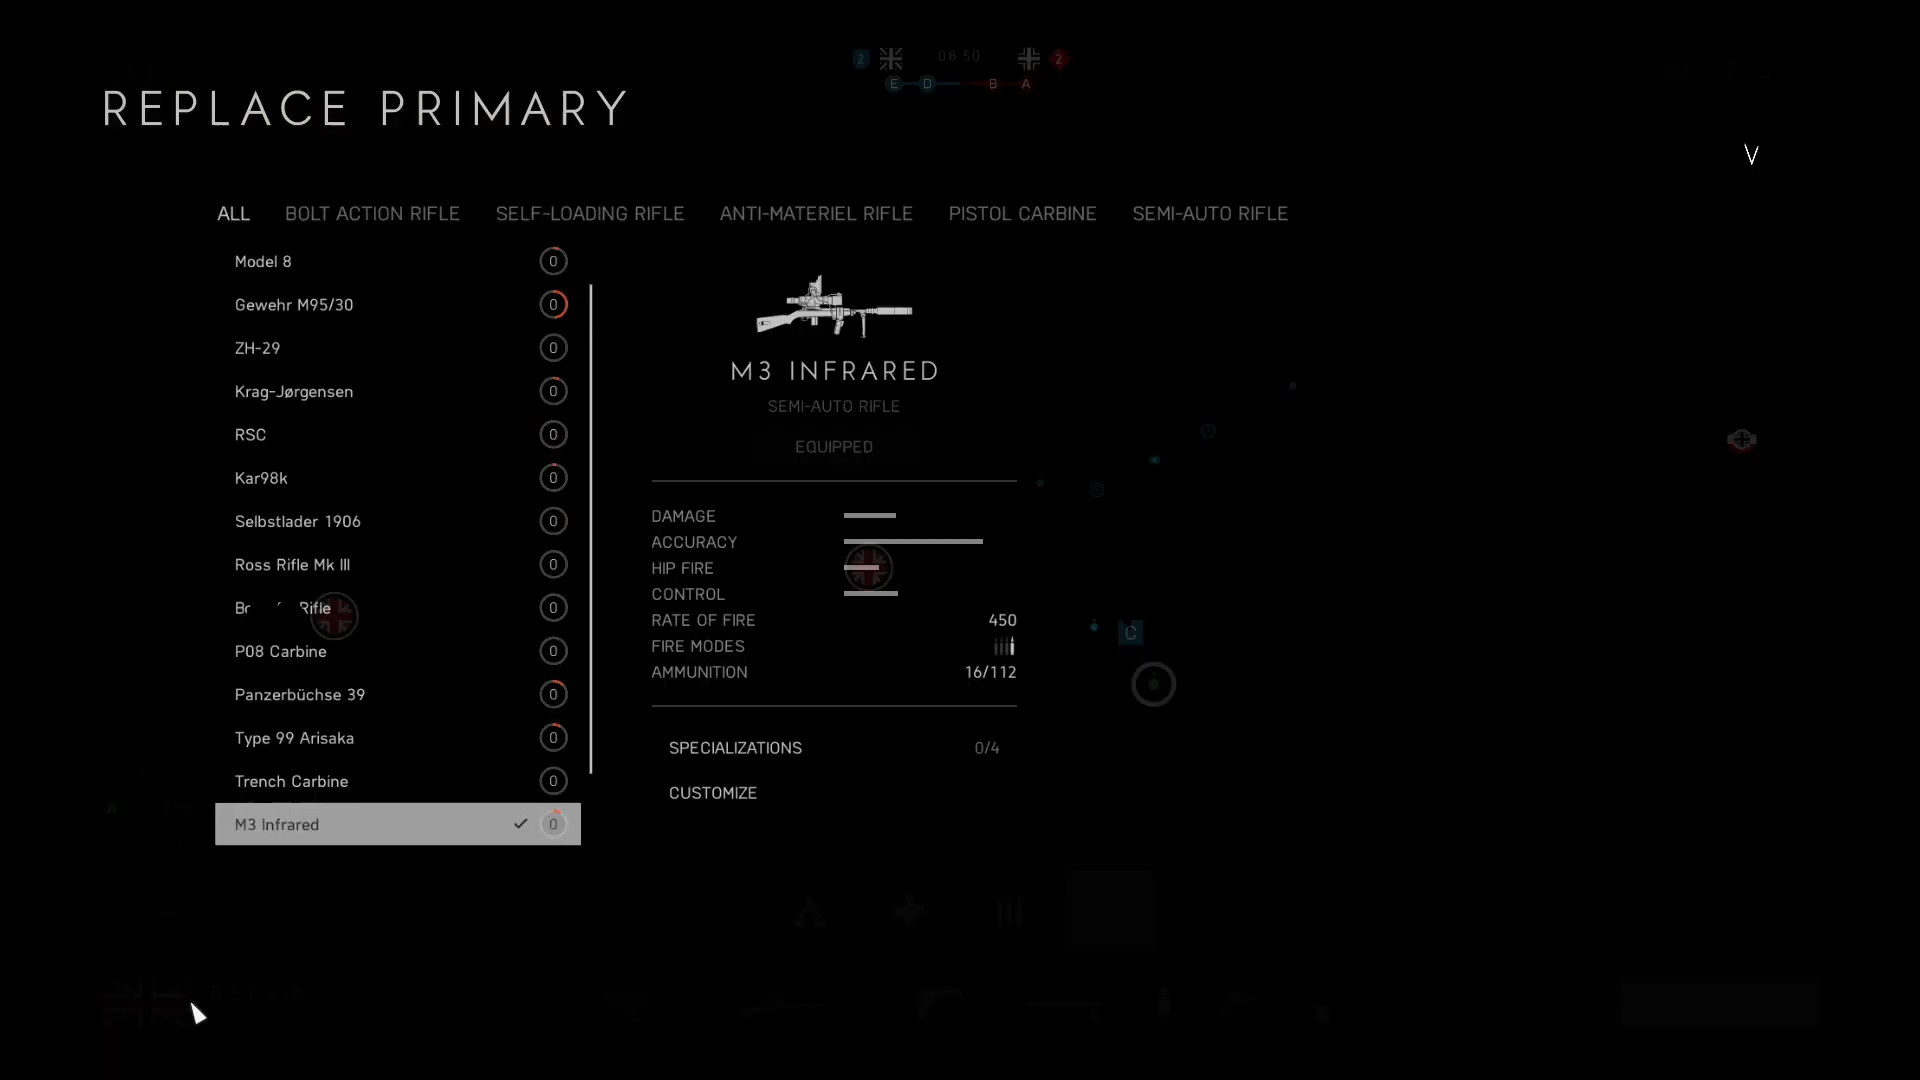 2 08:50 2
E D B A
REPLACE PRIMARY
V
ALL BOLT ACTION RIFLE SELF-LOADING RIFLE ANTI-MATERIEL RIFLE PISTOL CARBINE SEMI-AUTO RIFLE
Model 8 0
Gewehr M95/30 0
ZH-29 0
Krag-Jørgensen 0
RSC 0
Kar98k 0
Selbstlader 1906 0
Ross Rifle Mk III 0
Rifle 0
P08 Carbine 0
Panzerbüchse 39 0
Type 99 Arisaka 0
Trench Carbine 0
M3 Infrared 0
M3 INFRARED
SEMI-AUTO RIFLE
EQUIPPED
DAMAGE
ACCURACY
HIP FIRE
CONTROL
RATE OF FIRE 450
FIRE MODES
AMMUNITION 16/112
SPECIALIZATIONS 0/4
CUSTOMIZE
C
RECON